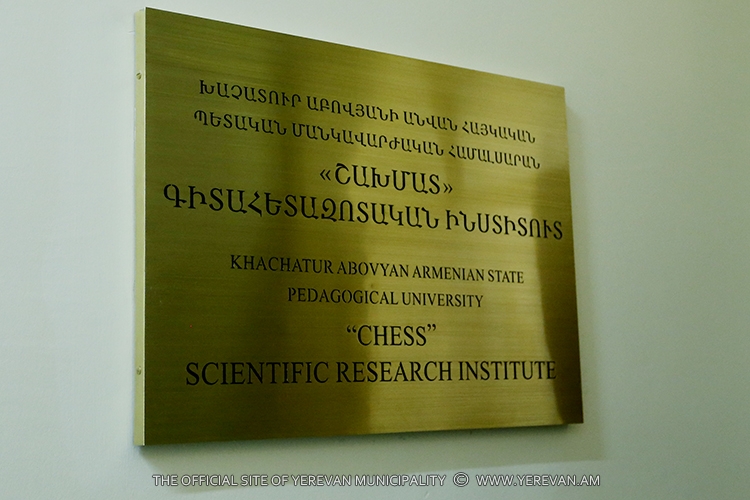 ԽԱՉԱՏՈՒՐ ԱԲՈՎՅԱՆԻ ԱՆՎԱՆ ՀԱՅԿԱԿԱՆ
ՊԵՏԱԿԱՆ ՄԱՆԿԱՎԱՐԺԱԿԱՆ ՀԱՄԱԼՍԱՐԱՆ
«ՇԱԽՄԱՏ»
ԳԻՏԱՀԵՏԱԶՈՏԱԿԱՆ ԻՆՍՏԻՏՈՒՏ
KHACHATUR ABOVYAN ARMENIAN STATE
PEDAGOGICAL UNIVERSITY
“CHESS”
SCIENTIFIC RESEARCH INSTITUTE
THE OFFICIAL SITE OF YEREVAN MUNICIPALITY © WWW.YEREVAN.AM